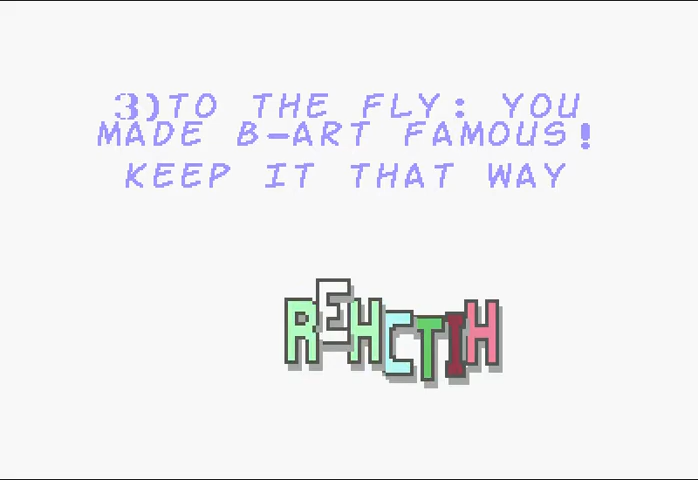 3)TO THE FLY: YOU
MADE B-ART FAMOUS!
KEEP IT THAT WAY
REHCTIH